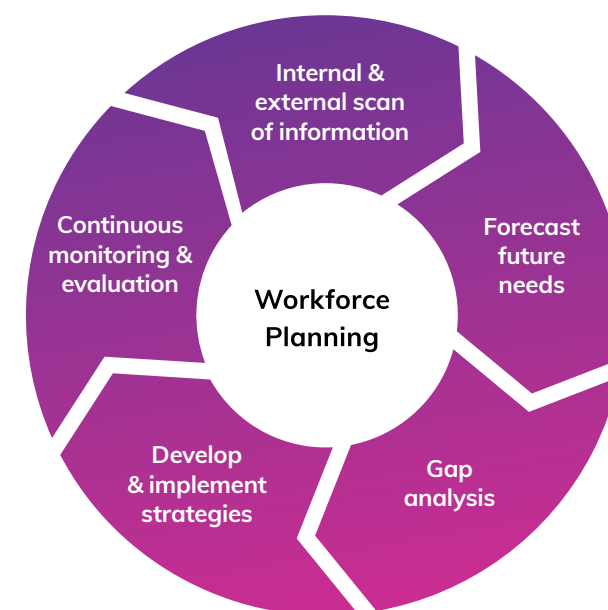 Internal &
external scan
of information
Forecast
future
needs
Gap
analysis
Develop
& implement
strategies
Continuous
monitoring &
evaluation
Workforce
Planning